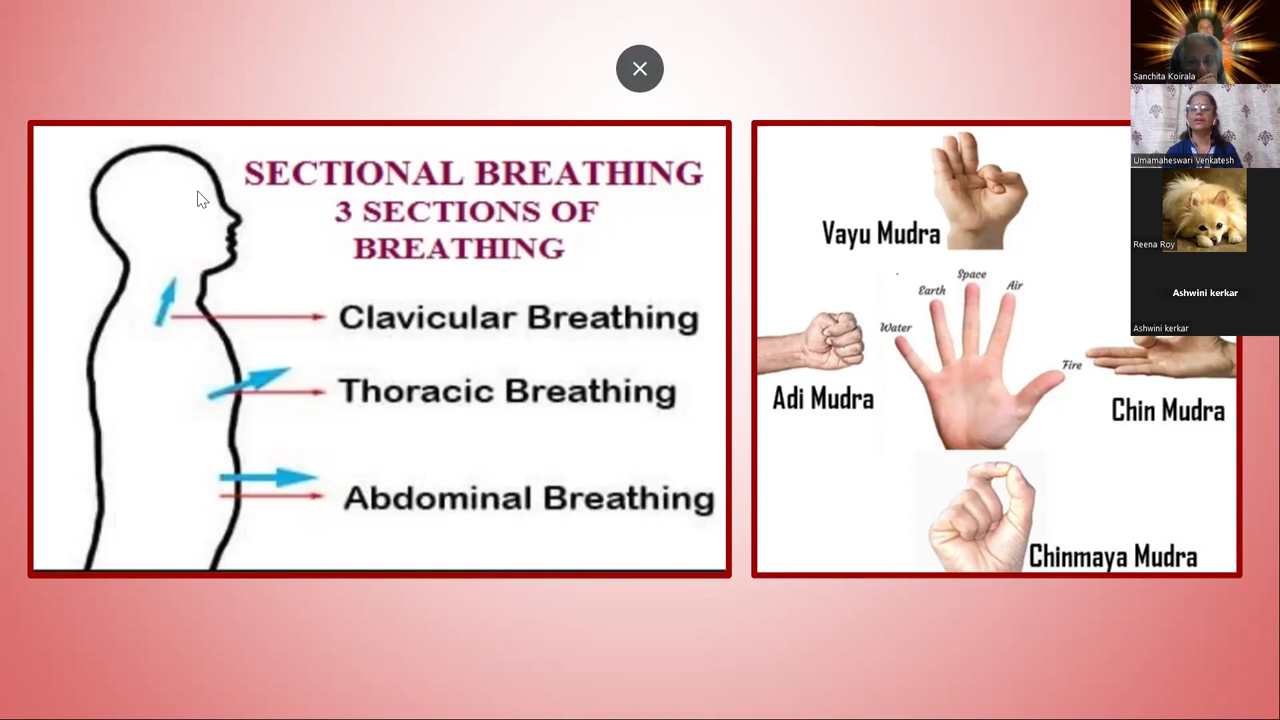 SECTIONAL BREATHING
3 SECTIONS OF
BREATHING
Clavicular Breathing
Thoracic Breathing
Abdominal Breathing
Vayu Mudra
Space
Earth
Air
Water
Fire
Adi Mudra
Chin Mudra
Chinmaya Mudra
Sanchita Koirala
Umamaheswari Venkatesh
Reena Roy
Ashwini kerkar
Ashwini kerkar